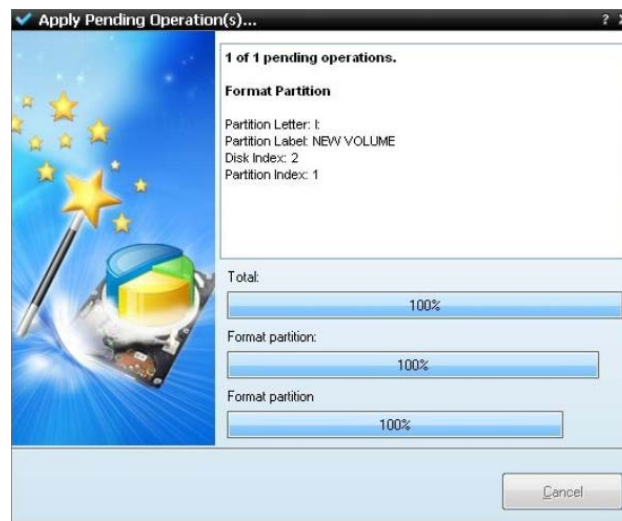 Apply Pending Operation(s)...
?
1 of 1 pending operations.
Format Partition
Partition Letter: I:
Partition Label: NEW VOLUME
Disk Index: 2
Partition Index: 1
Total:
100%
Format partition:
100%
Format partition
100%
Cancel